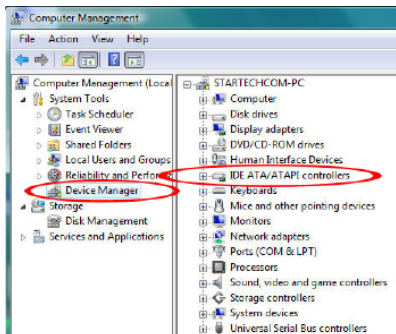 Computer Management
File Action View Help
Computer Management (Local
System Tools
Task Scheduler
Event Viewer
Shared Folders
Local Users and Groups
Reliability and Perform
Device Manager
Storage
Disk Management
Services and Applications
STARTECHCOM-PC
Computer
Disk drives
Display adapters
DVD/CD-ROM drives
Human Interface Devices
IDE ATA/ATAPI controllers
Keyboards
Mice and other pointing devices
Monitors
Network adapters
Ports (COM & LPT)
Processors
Sound, video and game controllers
Storage controllers
System devices
Universal Serial Bus controllers